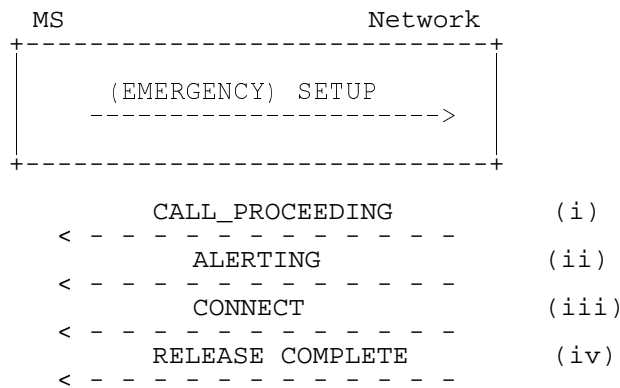 MS Network
(EMERGENCY) SETUP
CALL_PROCEEDING (i)
ALERTING (ii)
CONNECT (iii)
RELEASE COMPLETE (iv)